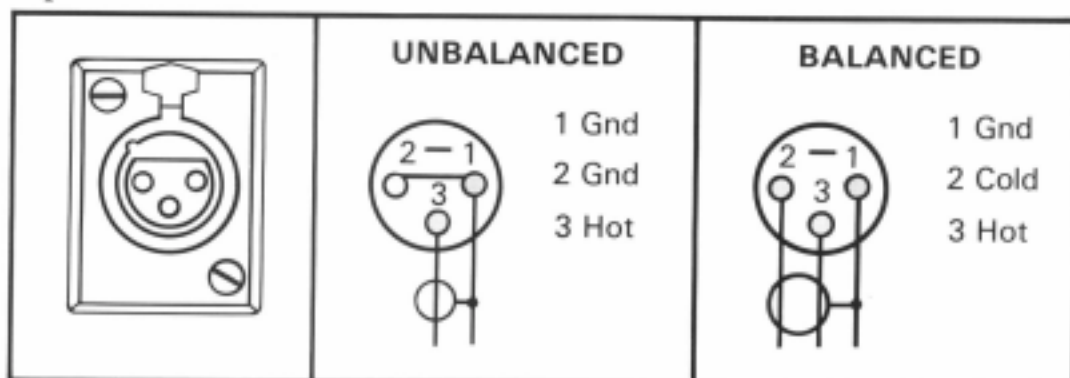 UNBALANCED
2 – 1
3
1 Gnd
2 Gnd
3 Hot
BALANCED
2 – 1
3
1 Gnd
2 Cold
3 Hot